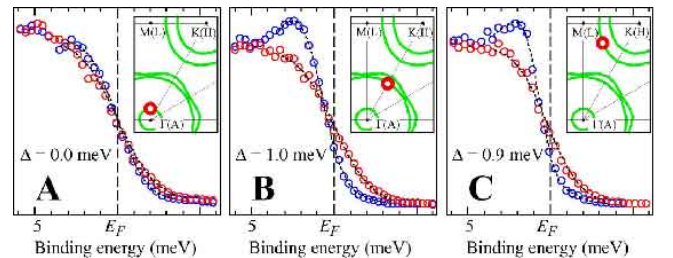 M(L) K(H)
Γ(A)
Δ = 0.0 meV
A
5 E_F
Binding energy (meV)
M(L) K(H)
Γ(A)
Δ = 1.0 meV
B
5 E_F
Binding energy (meV)
M(L) K(H)
Γ(A)
Δ = 0.9 meV
C
5 E_F
Binding energy (meV)